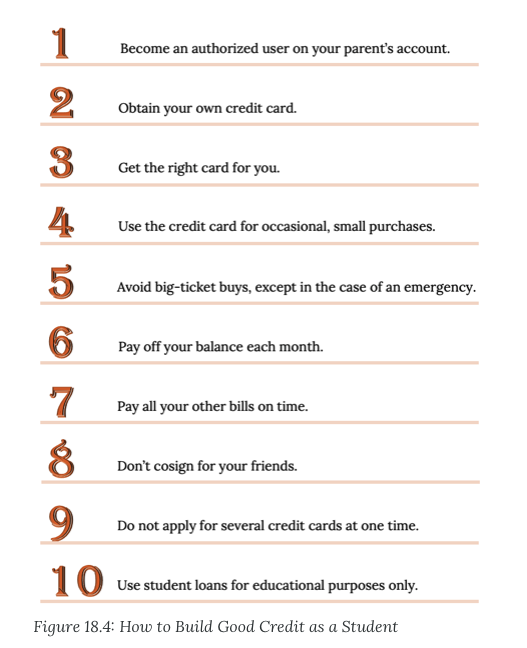 1 Become an authorized user on your parent's account.
2 Obtain your own credit card.
3 Get the right card for you.
4 Use the credit card for occasional, small purchases.
5 Avoid big-ticket buys, except in the case of an emergency.
6 Pay off your balance each month.
7 Pay all your other bills on time.
8 Don't cosign for your friends.
9 Do not apply for several credit cards at one time.
10 Use student loans for educational purposes only.
Figure 18.4: How to Build Good Credit as a Student